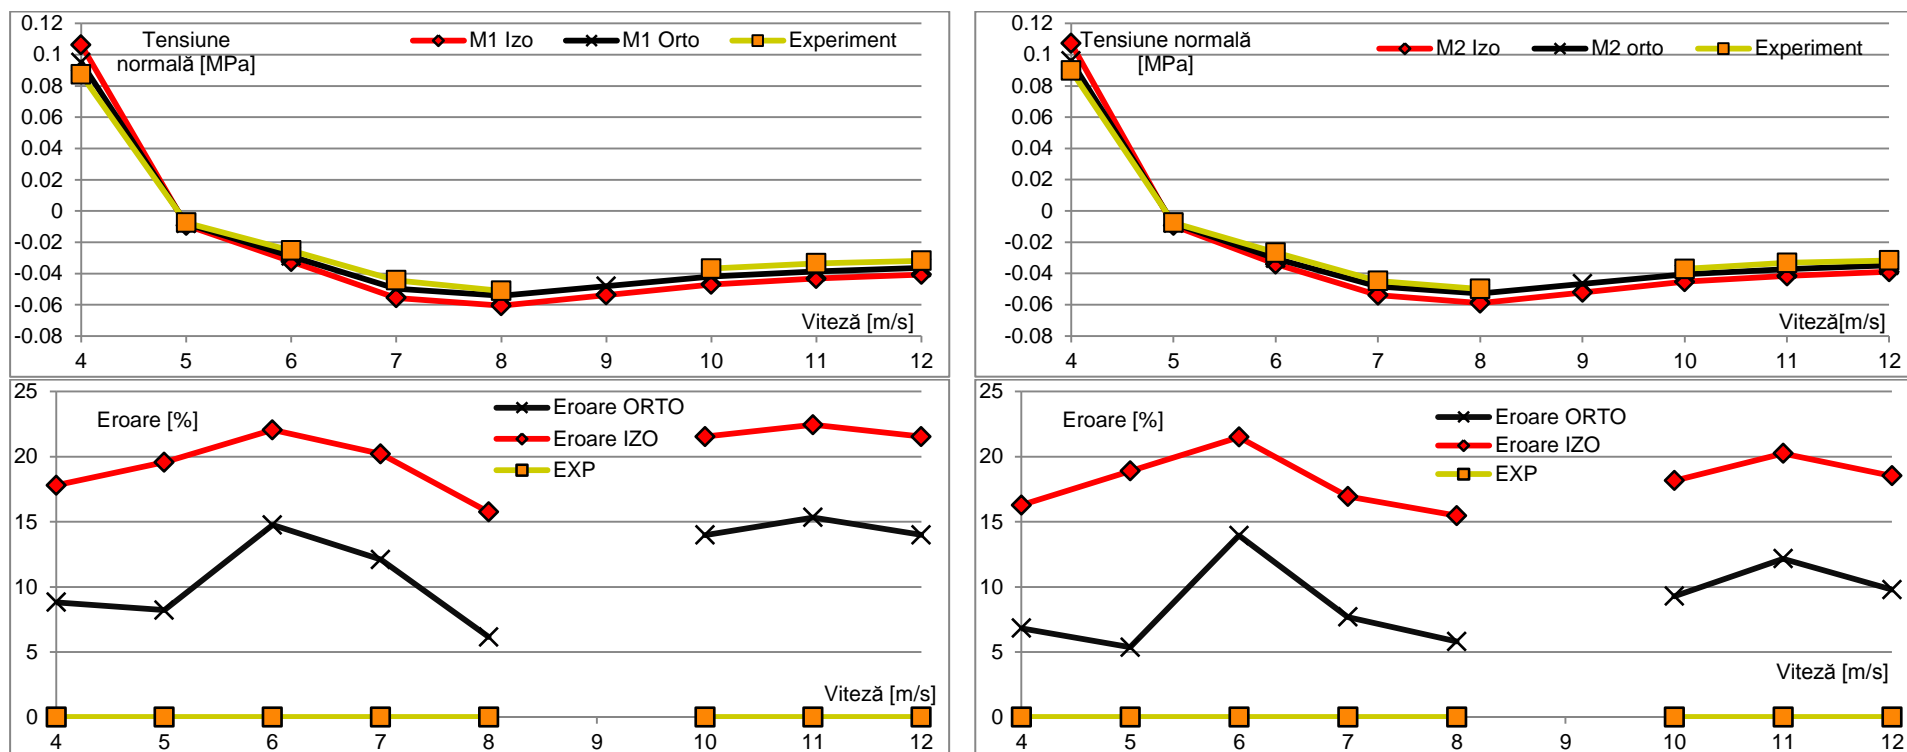 0.12
0.1
0.08
0.06
0.04
0.02
0
-0.02
-0.04
-0.06
-0.08
Tensiune
normală [MPa]
M1 Izo M1 Orto Experiment
Viteză [m/s]
4 5 6 7 8 9 10 11 12
0.12
0.1
0.08
0.06
0.04
0.02
0
-0.02
-0.04
-0.06
-0.08
Tensiune normală
[MPa]
M2 Izo M2 orto Experiment
Viteză[m/s]
4 5 6 7 8 9 10 11 12
25
20
15
10
5
0
Eroare [%]
Eroare ORTO
Eroare IZO
EXP
Viteză [m/s]
4 5 6 7 8 9 10 11 12
25
20
15
10
5
0
Eroare [%]
Eroare ORTO
Eroare IZO
EXP
Viteză [m/s]
4 5 6 7 8 9 10 11 12